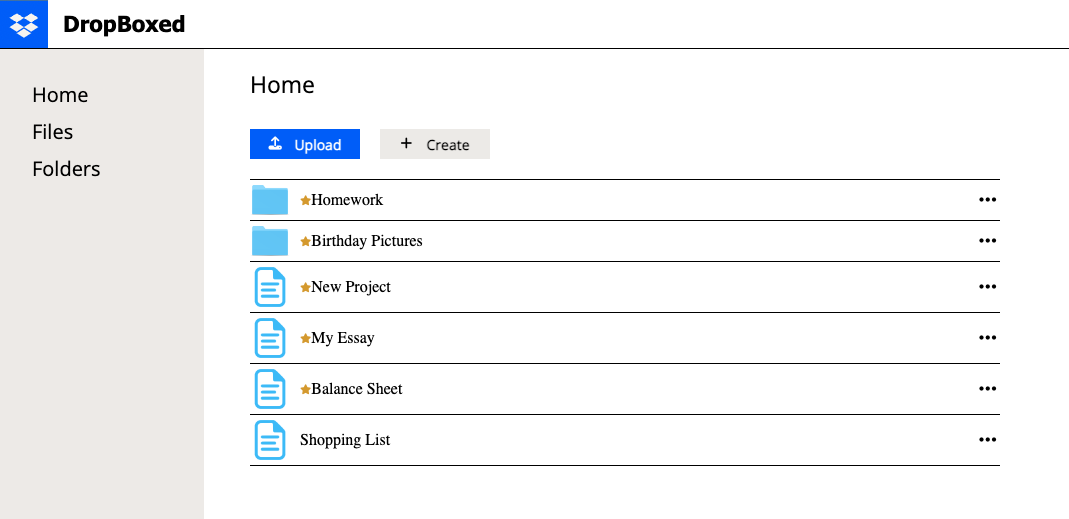 DropBoxed
Home
Files
Folders
Home
Upload
Create
Homework
Birthday Pictures
New Project
My Essay
Balance Sheet
Shopping List